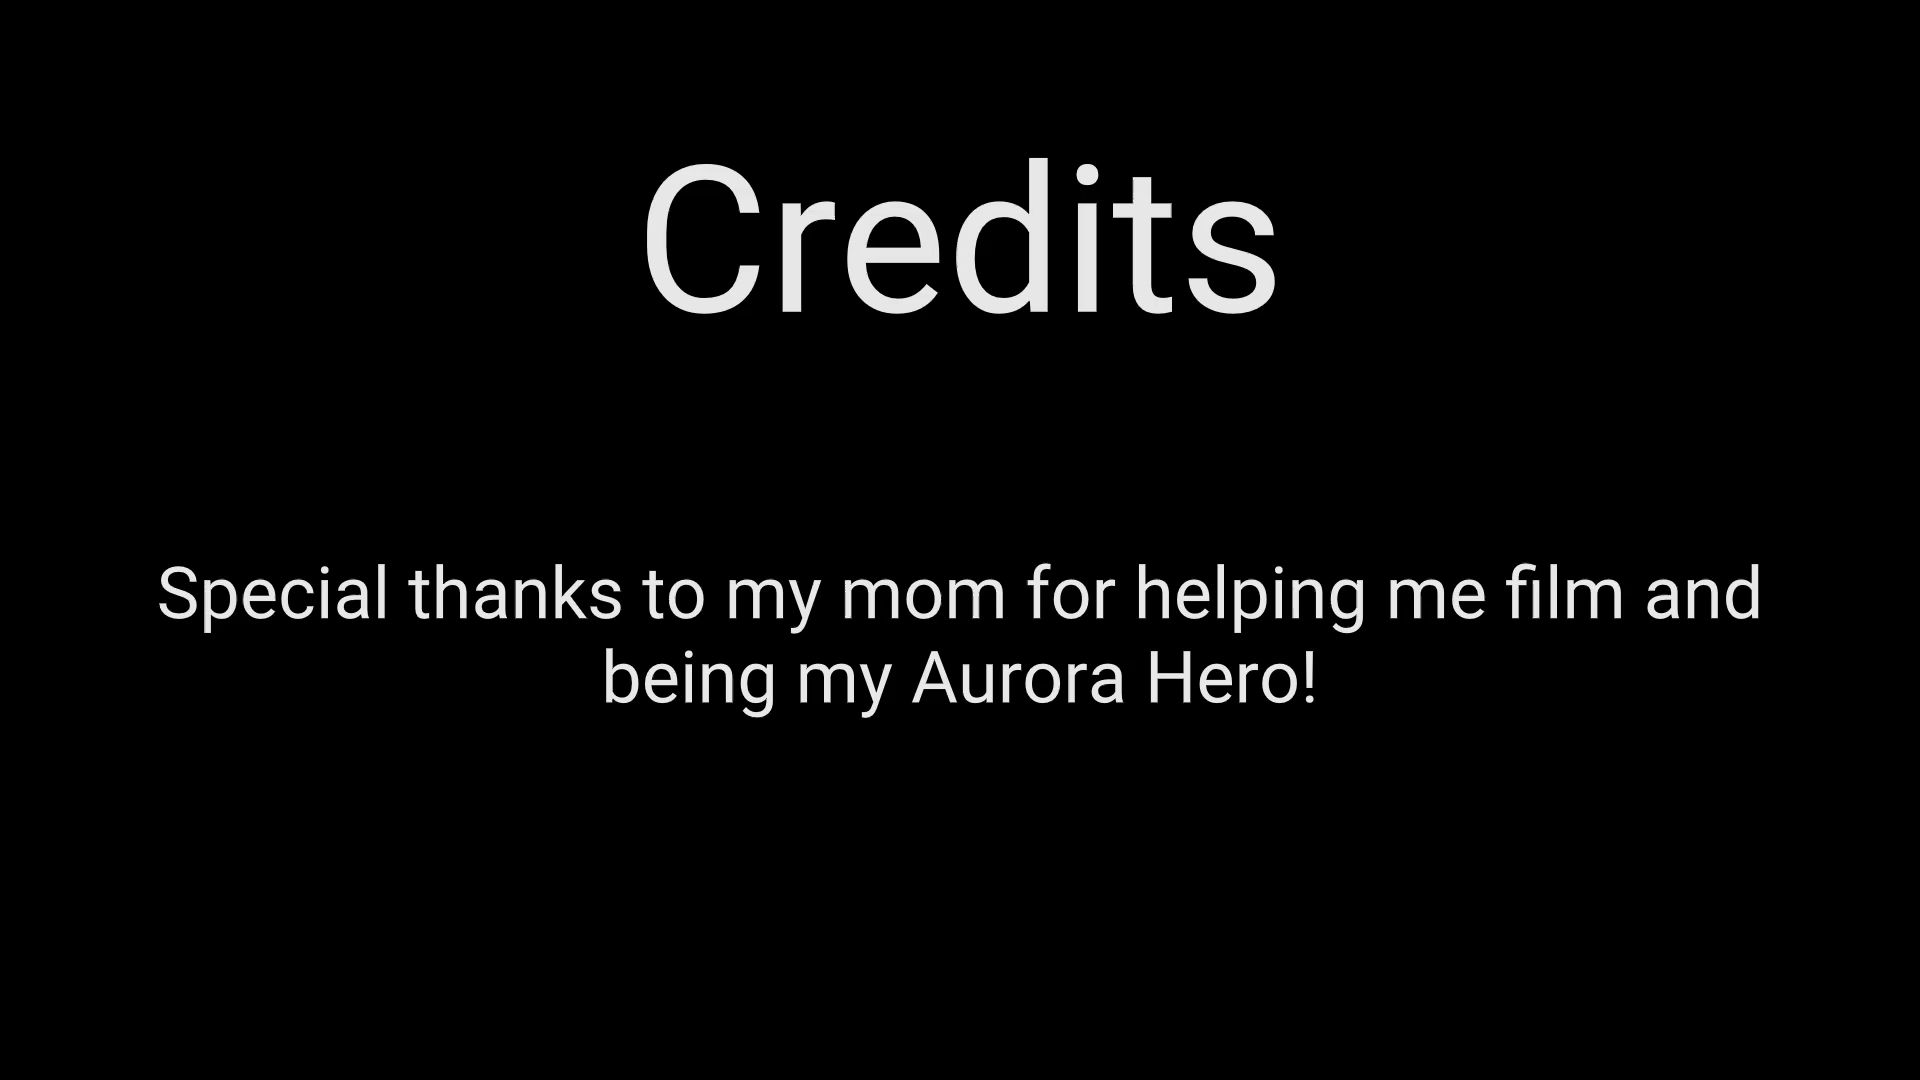 Credits
Special thanks to my mom for helping me film and
being my Aurora Hero!